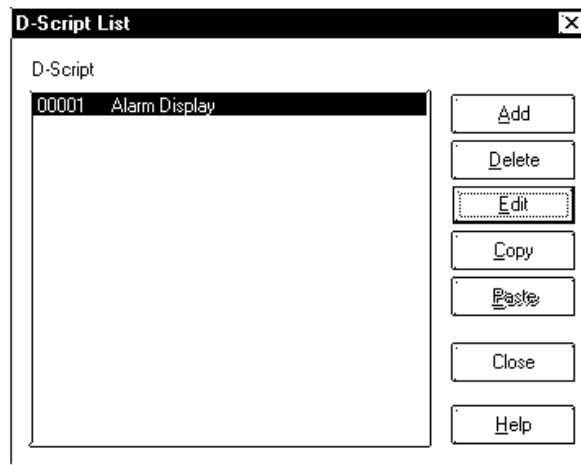 D-Script List
D-Script
00001 Alarm Display
Add
Delete
Edit
Copy
Paste
Close
Help